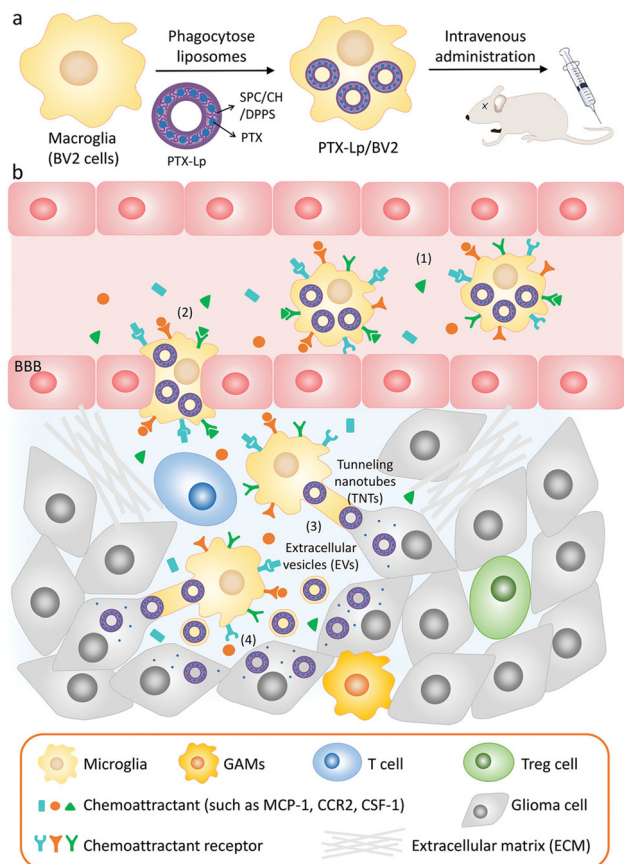 a
Phagocytose
liposomes
Intravenous
administration
SPC/CH
/DPPS
PTX
Macroglia
(BV2 cells)
PTX-Lp
PTX-Lp/BV2
b
(1)
(2)
BBB
Tunneling
nanotubes
(TNTs)
(3)
Extracellular
vesicles (EVs)
(4)
Microglia
GAMs
T cell
Treg cell
Chemoattractant (such as MCP-1, CCR2, CSF-1)
Glioma cell
Chemoattractant receptor
Extracellular matrix (ECM)